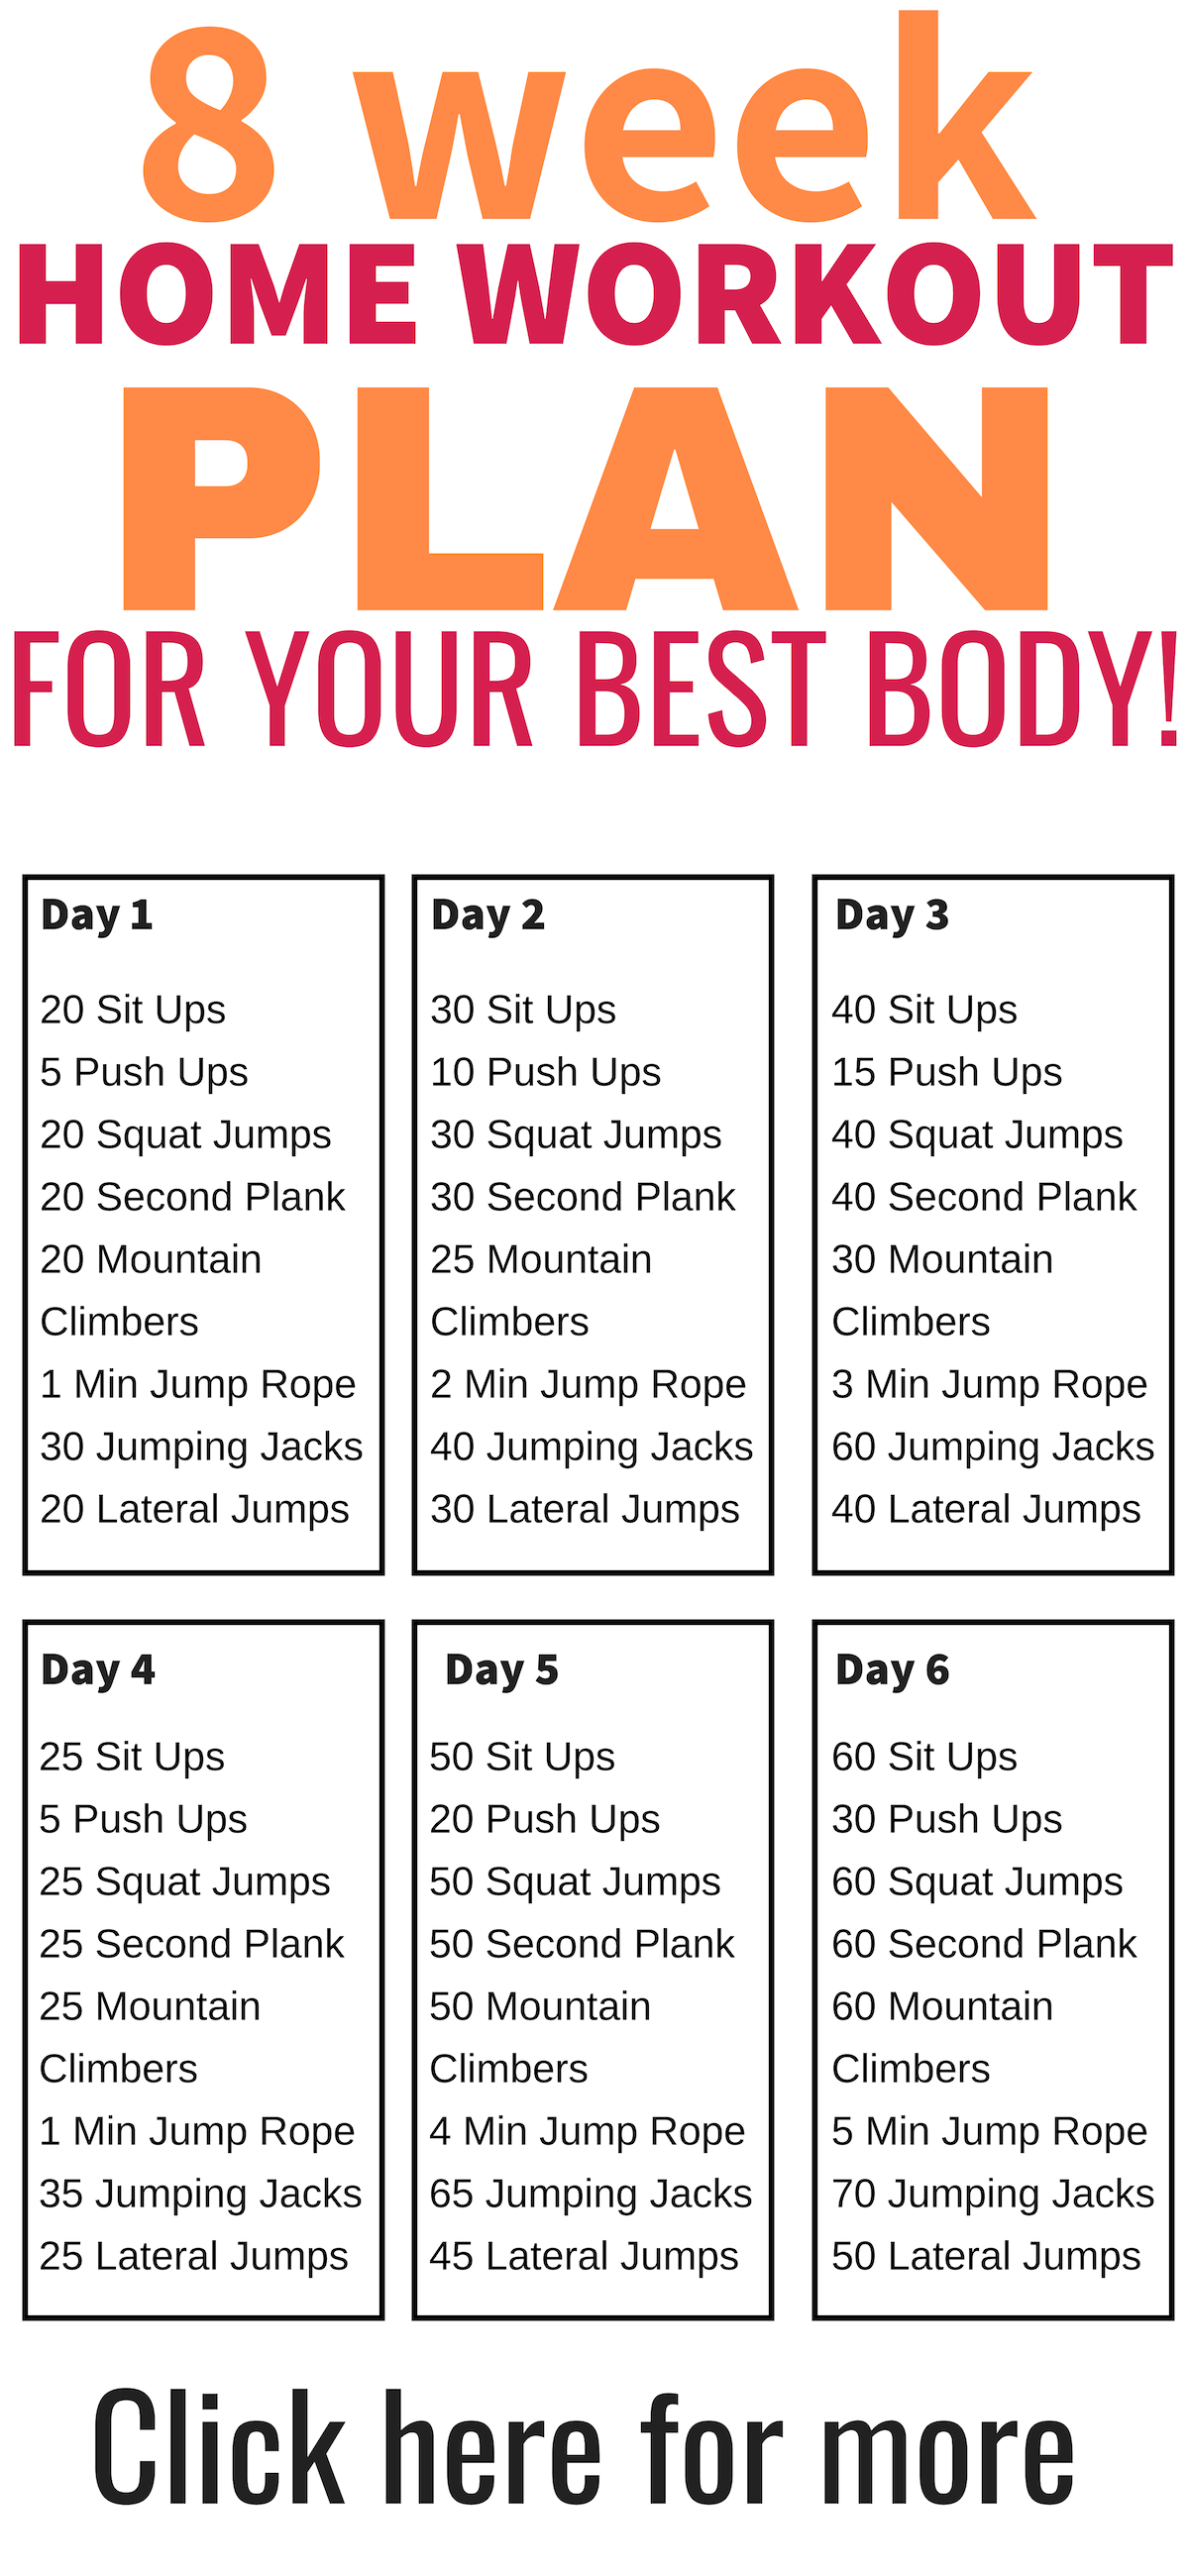 8 week
HOME WORKOUT
PLAN
FOR YOUR BEST BODY!
Day 1
20 Sit Ups
5 Push Ups
20 Squat Jumps
20 Second Plank
20 Mountain
Climbers
1 Min Jump Rope
30 Jumping Jacks
20 Lateral Jumps
Day 2
30 Sit Ups
10 Push Ups
30 Squat Jumps
30 Second Plank
25 Mountain
Climbers
2 Min Jump Rope
40 Jumping Jacks
30 Lateral Jumps
Day 3
40 Sit Ups
15 Push Ups
40 Squat Jumps
40 Second Plank
30 Mountain
Climbers
3 Min Jump Rope
60 Jumping Jacks
40 Lateral Jumps
Day 4
25 Sit Ups
5 Push Ups
25 Squat Jumps
25 Second Plank
25 Mountain
Climbers
1 Min Jump Rope
35 Jumping Jacks
25 Lateral Jumps
Day 5
50 Sit Ups
20 Push Ups
50 Squat Jumps
50 Second Plank
50 Mountain
Climbers
4 Min Jump Rope
65 Jumping Jacks
45 Lateral Jumps
Day 6
60 Sit Ups
30 Push Ups
60 Squat Jumps
60 Second Plank
60 Mountain
Climbers
5 Min Jump Rope
70 Jumping Jacks
50 Lateral Jumps
Click here for more